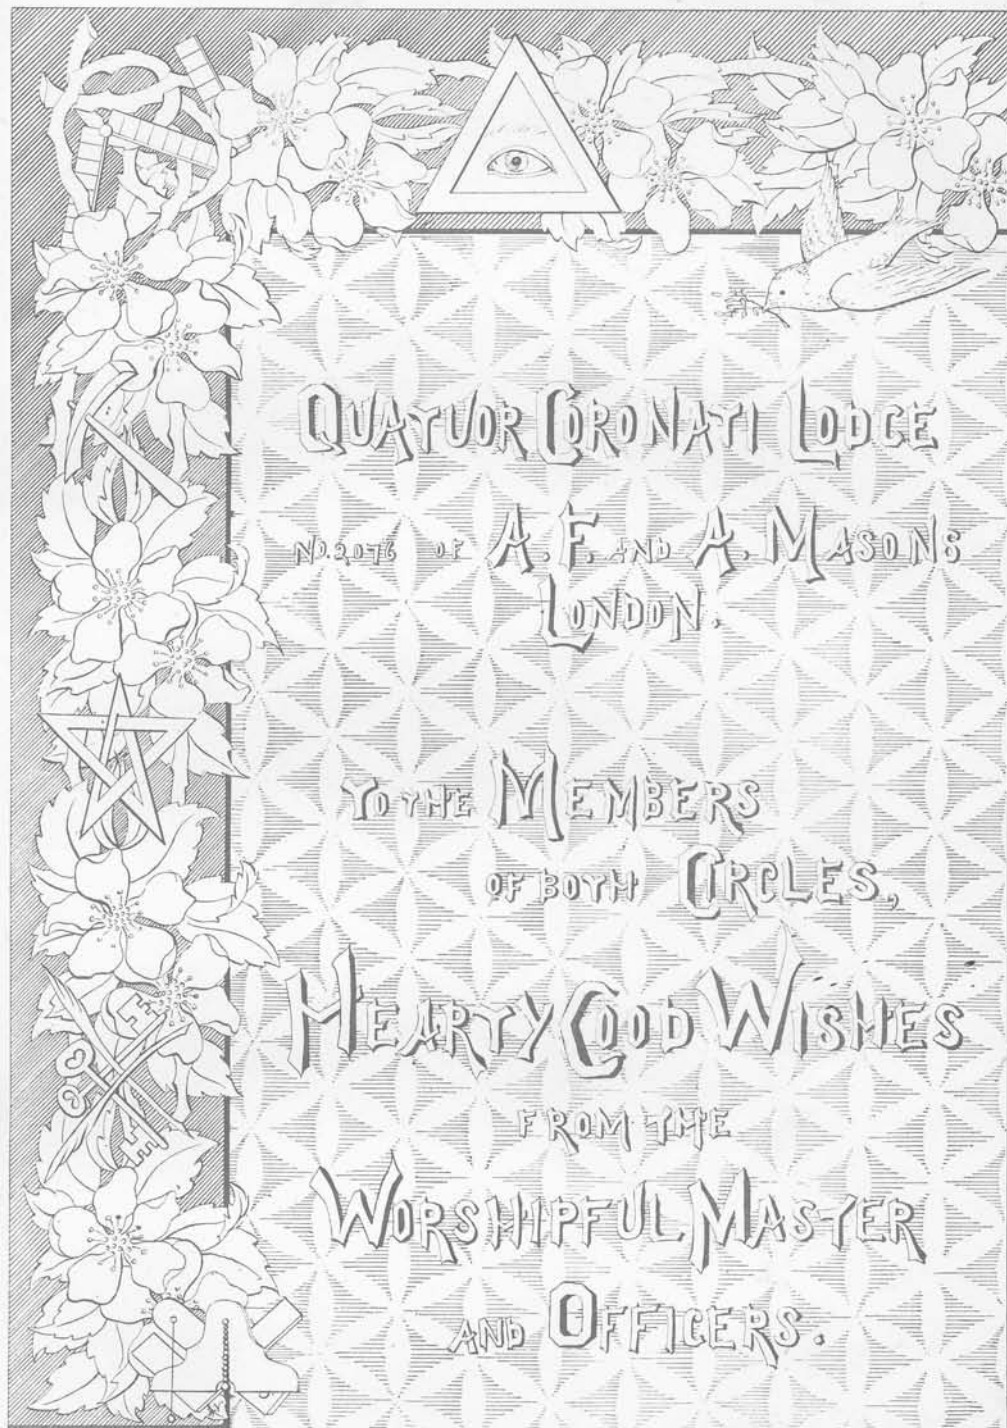 QUATUOR CORONATI LODGE
NO. 2076 OF A. F. AND A. MASONS
LONDON.
TO THE MEMBERS
OF BOTH CIRCLES,
HEARTY GOOD WISHES
FROM THE
WORSHIPFUL MASTER
AND OFFICERS.